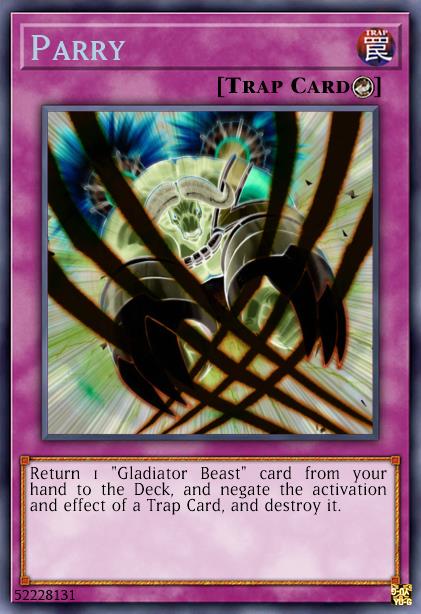 Parry
TRAP
罠
[Trap Card]
Return 1 "Gladiator Beast" card from your
hand to the Deck, and negate the activation
and effect of a Trap Card, and destroy it.
52228131